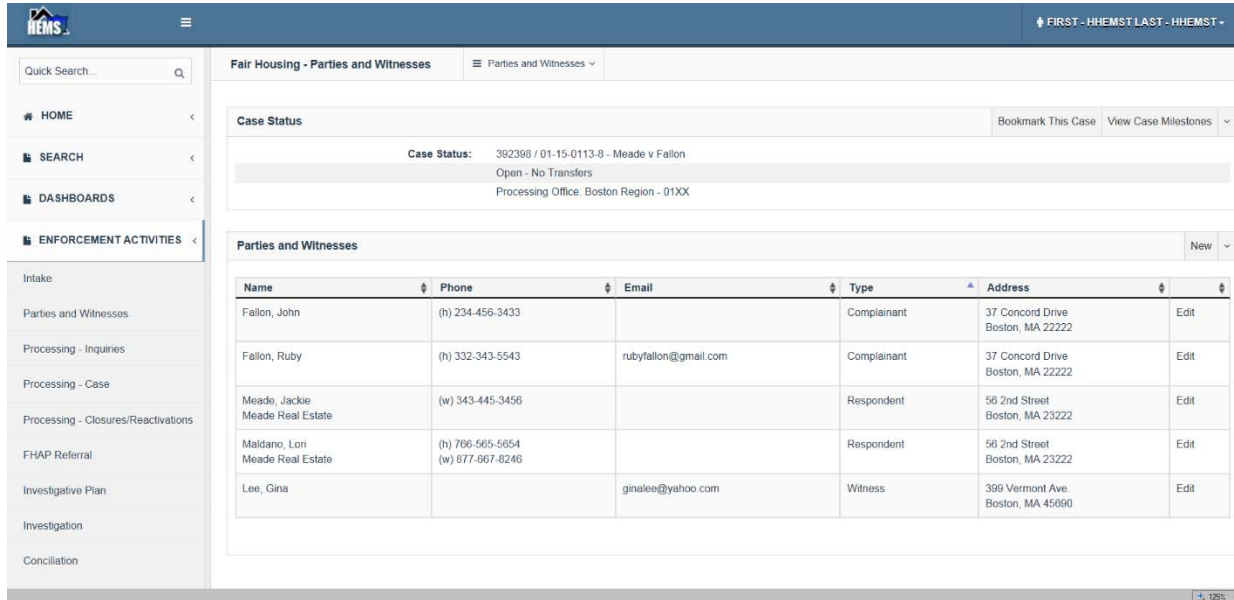 HEMS
FIRST - HHEMST LAST - HHEMST
Quick Search...
Fair Housing - Parties and Witnesses
Parties and Witnesses
HOME
SEARCH
DASHBOARDS
ENFORCEMENT ACTIVITIES
Intake
Parties and Witnesses
Processing - Inquiries
Processing - Case
Processing - Closures/Reactivations
FHAP Referral
Investigative Plan
Investigation
Conciliation
Case Status
Bookmark This Case View Case Milestones
Case Status: 392398 / 01-15-0113-8 - Meade v Fallon
Open - No Transfers
Processing Office: Boston Region - 01XX
Parties and Witnesses
New
Name Phone Email Type Address
Fallon, John (h) 234-456-3433 Complainant 37 Concord Drive Edit
Boston, MA 22222
Fallon, Ruby (h) 332-343-5543 rubyfallon@gmail.com Complainant 37 Concord Drive Edit
Boston, MA 22222
Meade, Jackie (w) 343-445-3456 Respondent 56 2nd Street Edit
Meade Real Estate Boston, MA 23222
Maldano, Lori (h) 766-565-5654 Respondent 56 2nd Street Edit
Meade Real Estate (w) 877-667-8246 Boston, MA 23222
Lee, Gina ginalee@yahoo.com Witness 399 Vermont Ave Edit
Boston, MA 45690
125%